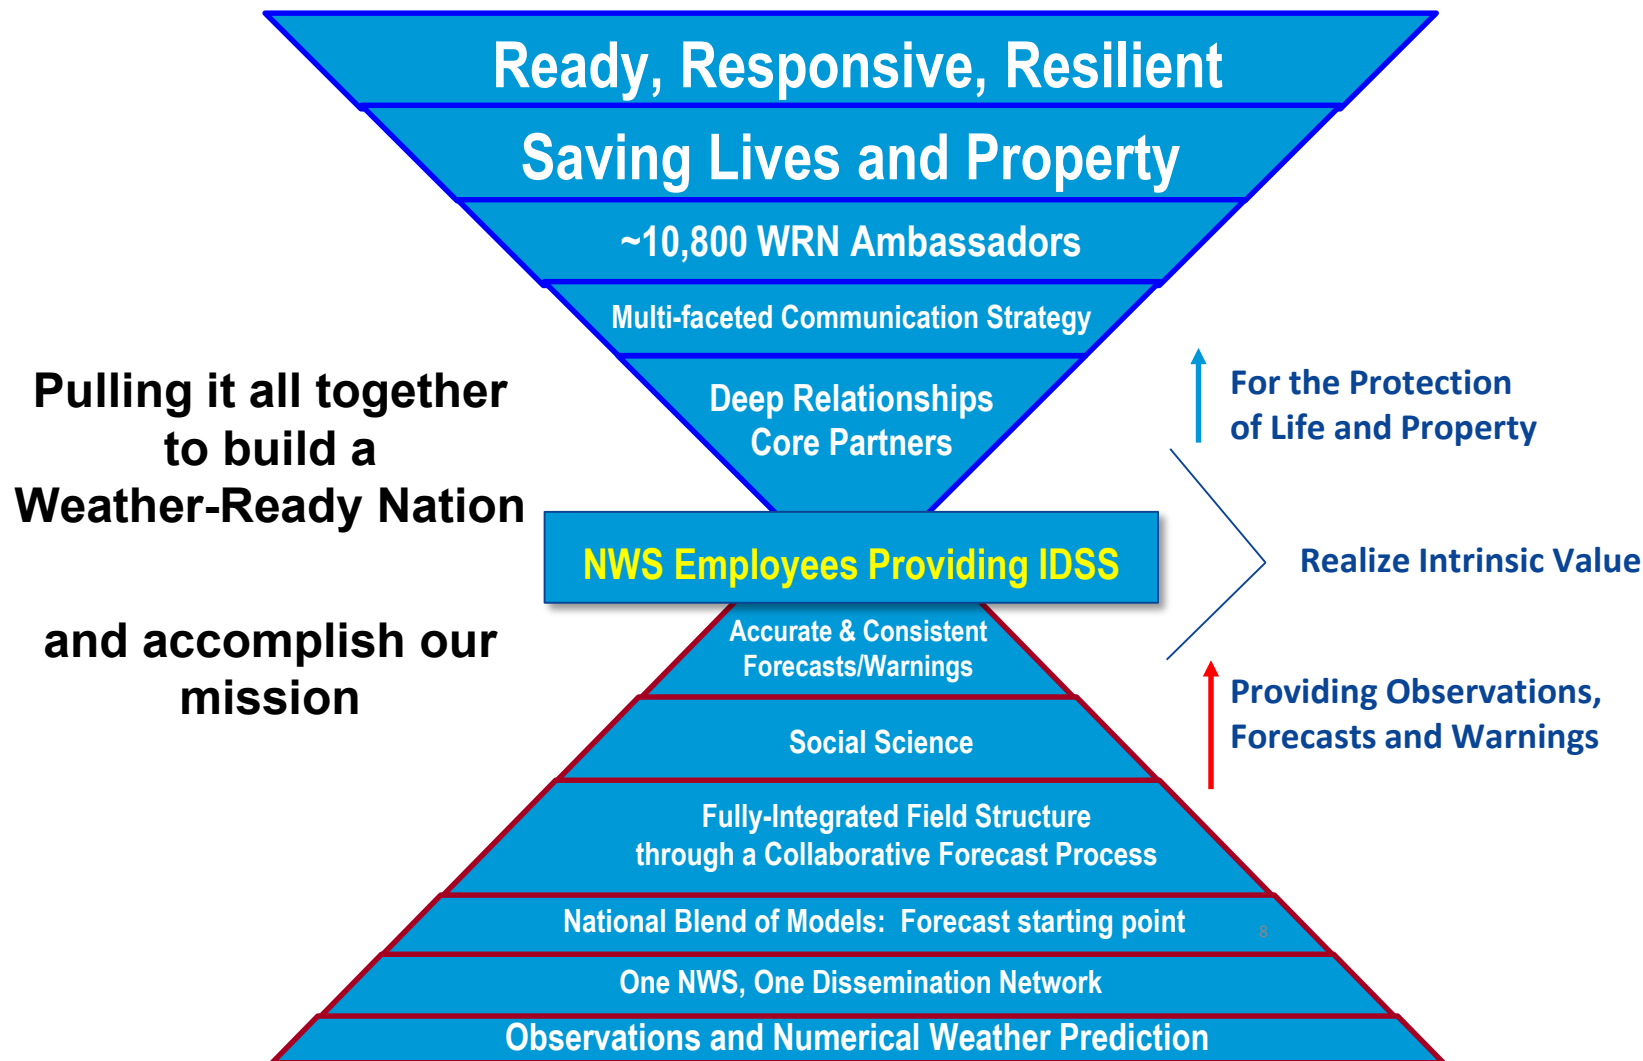 Ready, Responsive, Resilient
Saving Lives and Property
~10,800 WRN Ambassadors
Multi-faceted Communication Strategy
Deep Relationships
Core Partners
Pulling it all together
to build a
Weather-Ready Nation
and accomplish our
mission
For the Protection
of Life and Property
NWS Employees Providing IDSS
Realize Intrinsic Value
Accurate & Consistent
Forecasts/Warnings
Providing Observations,
Forecasts and Warnings
Social Science
Fully-Integrated Field Structure
through a Collaborative Forecast Process
National Blend of Models:  Forecast starting point
8
One NWS, One Dissemination Network
Observations and Numerical Weather Prediction